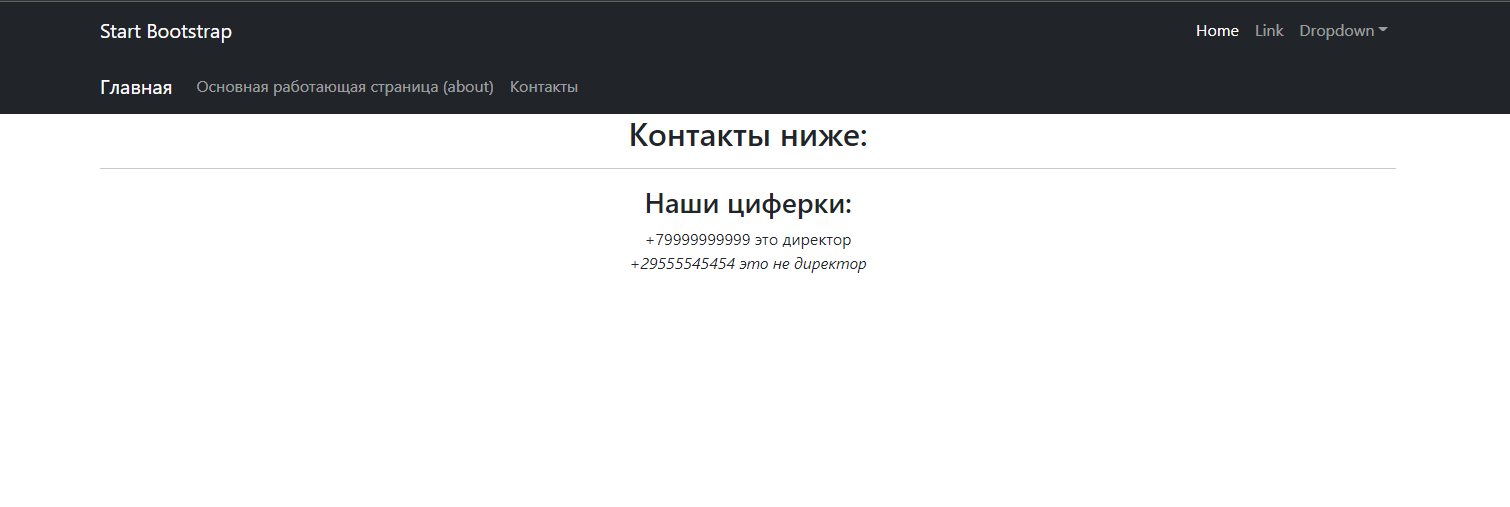 Start Bootstrap Home Link Dropdown
Главная Основная работающая страница (about) Контакты
Контакты ниже:
Наши циферки:
+79999999999 это директор
+29555545454 это не директор